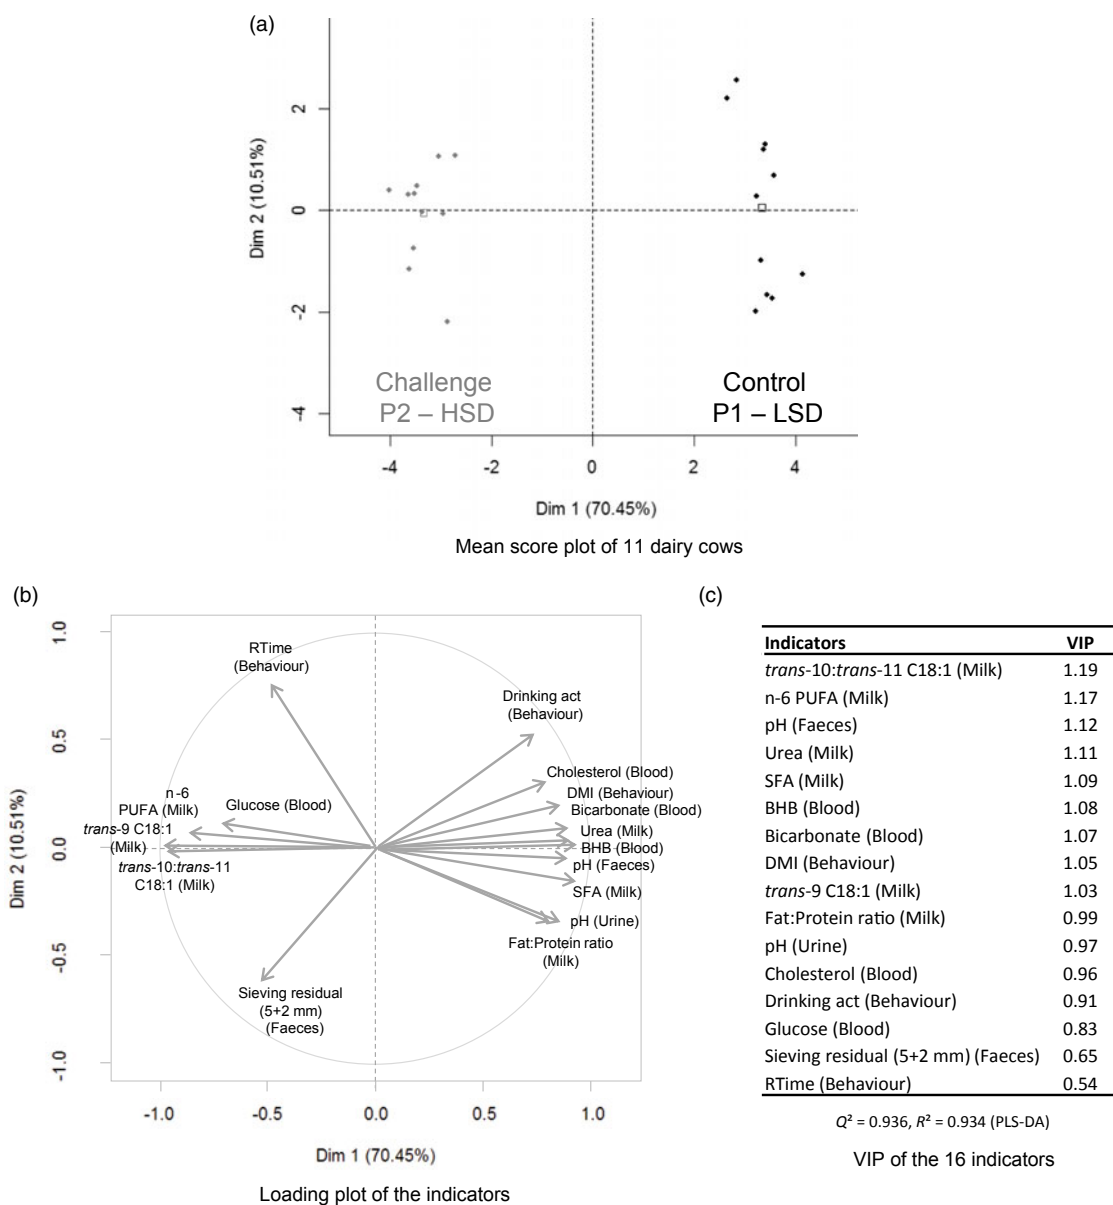 (a)
2
0
-2
-4
Dim 2 (10.51%)
Challenge
P2 – HSD
Control
P1 – LSD
-4
-2
0
2
4
Dim 1 (70.45%)
Mean score plot of 11 dairy cows
(b)
1.0
0.5
0.0
-0.5
-1.0
Dim 2 (10.51%)
RTime
(Behaviour)
Drinking act
(Behaviour)
Cholesterol (Blood)
DMI (Behaviour)
Bicarbonate (Blood)
Urea (Milk)
BHB (Blood)
pH (Faeces)
SFA (Milk)
pH (Urine)
Fat:Protein ratio
(Milk)
n-6
PUFA (Milk)
Glucose (Blood)
trans-9 C18:1
(Milk)
trans-10:trans-11
C18:1 (Milk)
Sieving residual
(5+2 mm)
(Faeces)
-1.0
-0.5
0.0
0.5
1.0
Dim 1 (70.45%)
Loading plot of the indicators
(c)
Indicators VIP
trans-10:trans-11 C18:1 (Milk) 1.19
n-6 PUFA (Milk) 1.17
pH (Faeces) 1.12
Urea (Milk) 1.11
SFA (Milk) 1.09
BHB (Blood) 1.08
Bicarbonate (Blood) 1.07
DMI (Behaviour) 1.05
trans-9 C18:1 (Milk) 1.03
Fat:Protein ratio (Milk) 0.99
pH (Urine) 0.97
Cholesterol (Blood) 0.96
Drinking act (Behaviour) 0.91
Glucose (Blood) 0.83
Sieving residual (5+2 mm) (Faeces) 0.65
RTime (Behaviour) 0.54
Q² = 0.936, R² = 0.934 (PLS-DA)
VIP of the 16 indicators